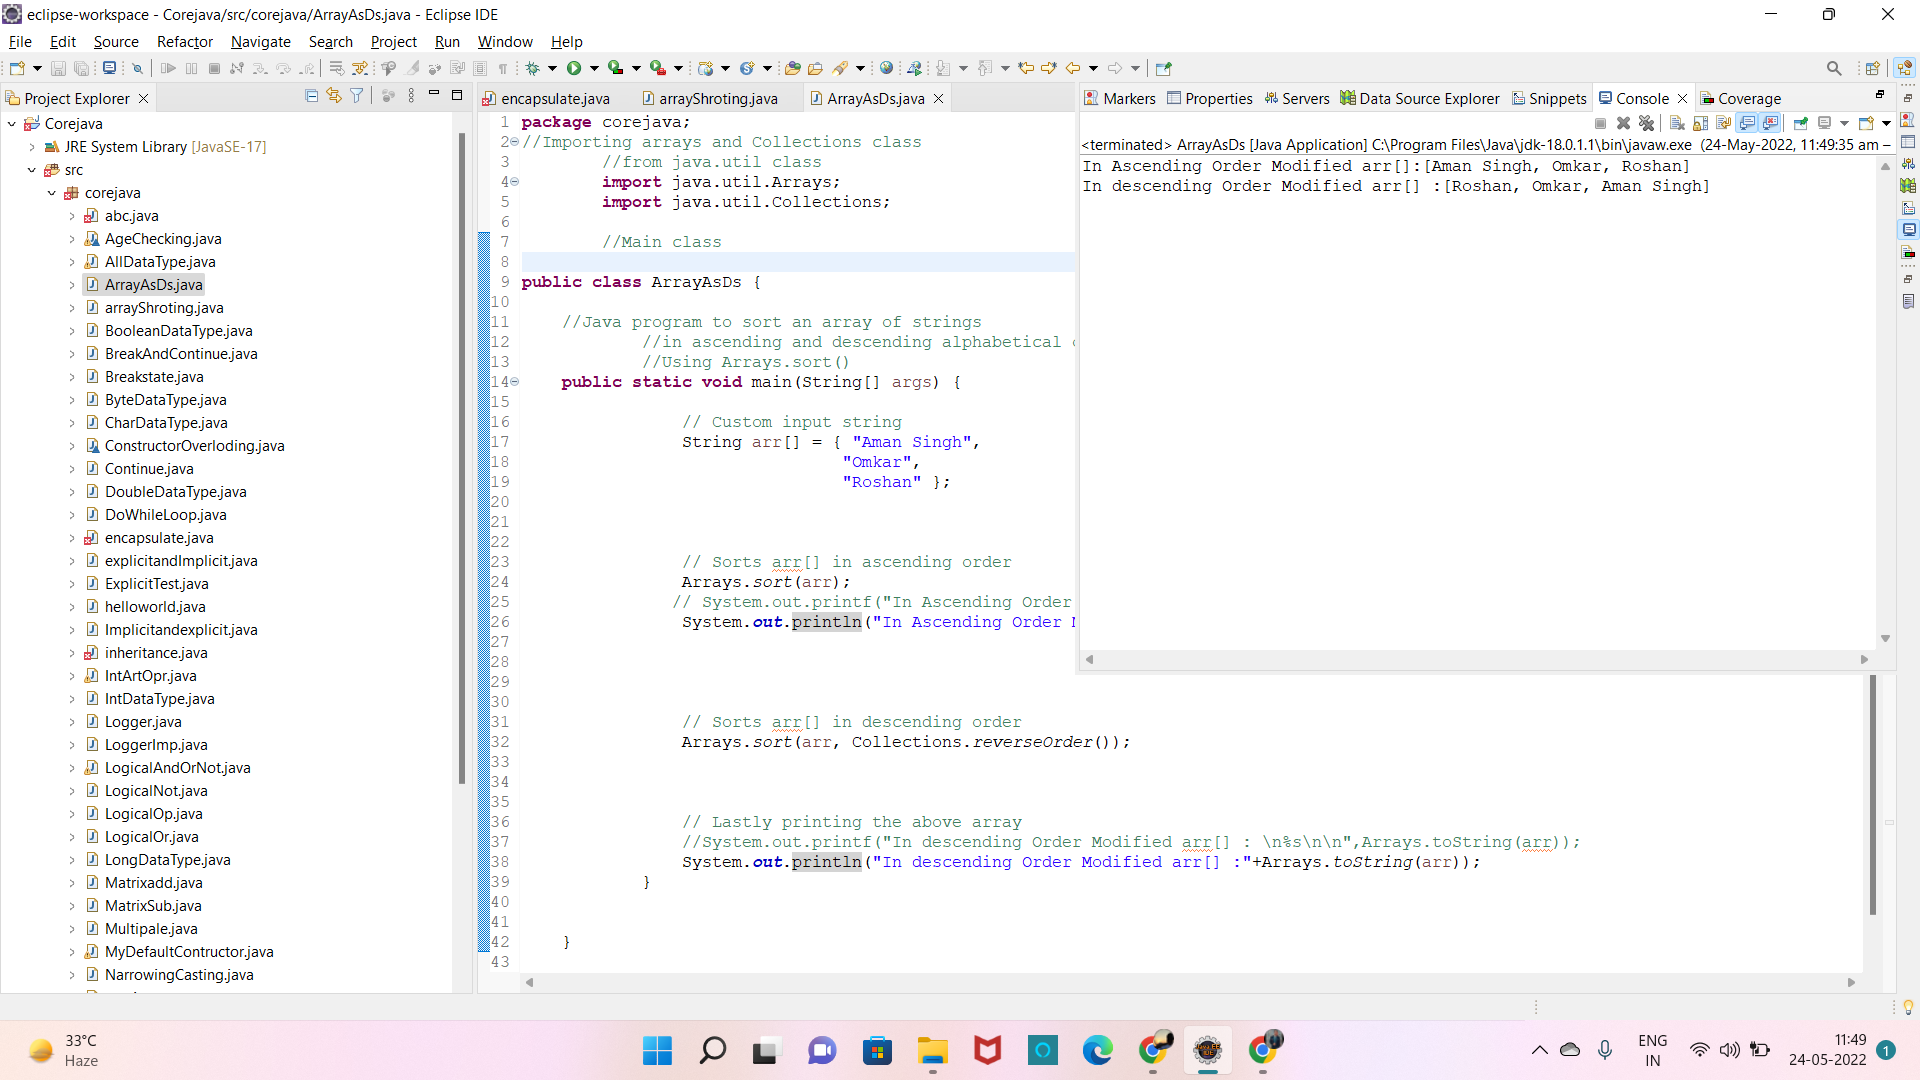 eclipse-workspace - Corejava/src/corejava/ArrayAsDs.java - Eclipse IDE
File Edit Source Refactor Navigate Search Project Run Window Help
Project Explorer
Corejava
JRE System Library [JavaSE-17]
src
corejava
abc.java
AgeChecking.java
AllDataType.java
ArrayAsDs.java
arrayShroting.java
BooleanDataType.java
BreakAndContinue.java
Breakstate.java
ByteDataType.java
CharDataType.java
ConstructorOverloding.java
Continue.java
DoubleDataType.java
DoWhileLoop.java
encapsulate.java
explicitandImplicit.java
ExplicitTest.java
helloworld.java
Implicitandexplicit.java
inheritance.java
IntArtOpr.java
IntDataType.java
Logger.java
LoggerImp.java
LogicalAndOrNot.java
LogicalNot.java
LogicalOp.java
LogicalOr.java
LongDataType.java
Matrixadd.java
MatrixSub.java
Multipale.java
MyDefaultContructor.java
NarrowingCasting.java
encapsulate.java arrayShroting.java ArrayAsDs.java
1 package corejava;
2 //Importing arrays and Collections class
3 //from java.util class
4 import java.util.Arrays;
5 import java.util.Collections;
6
7 //Main class
8
9 public class ArrayAsDs {
10
11 //Java program to sort an array of strings
12 //in ascending and descending alphabetical
13 //Using Arrays.sort()
14 public static void main(String[] args) {
15
16 // Custom input string
17 String arr[] = { "Aman Singh",
18 "Omkar",
19 "Roshan" };
20
21
22
23 // Sorts arr[] in ascending order
24 Arrays.sort(arr);
25 // System.out.printf("In Ascending Order
26 System.out.println("In Ascending Order
27
28
29
30
31 // Sorts arr[] in descending order
32 Arrays.sort(arr, Collections.reverseOrder());
33
34
35
36 // Lastly printing the above array
37 //System.out.printf("In descending Order Modified arr[] : \n%s\n\n",Arrays.toString(arr));
38 System.out.println("In descending Order Modified arr[] :"+Arrays.toString(arr));
39 }
40
41
42 }
43
Markers Properties Servers Data Source Explorer Snippets Console Coverage
<terminated> ArrayAsDs [Java Application] C:\Program Files\Java\jdk-18.0.1.1\bin\javaw.exe (24-May-2022, 11:49:35 am –
In Ascending Order Modified arr[]:[Aman Singh, Omkar, Roshan]
In descending Order Modified arr[] :[Roshan, Omkar, Aman Singh]
33°C
Haze
ENG
IN
11:49
24-05-2022
1